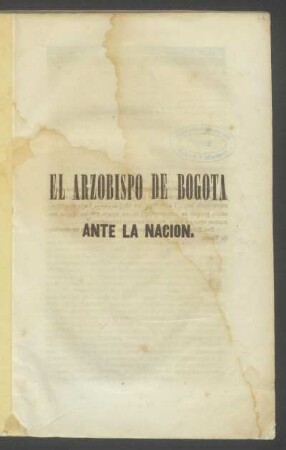 EL ARZOBISPO DE BOGOTA
ANTE LA NACION.